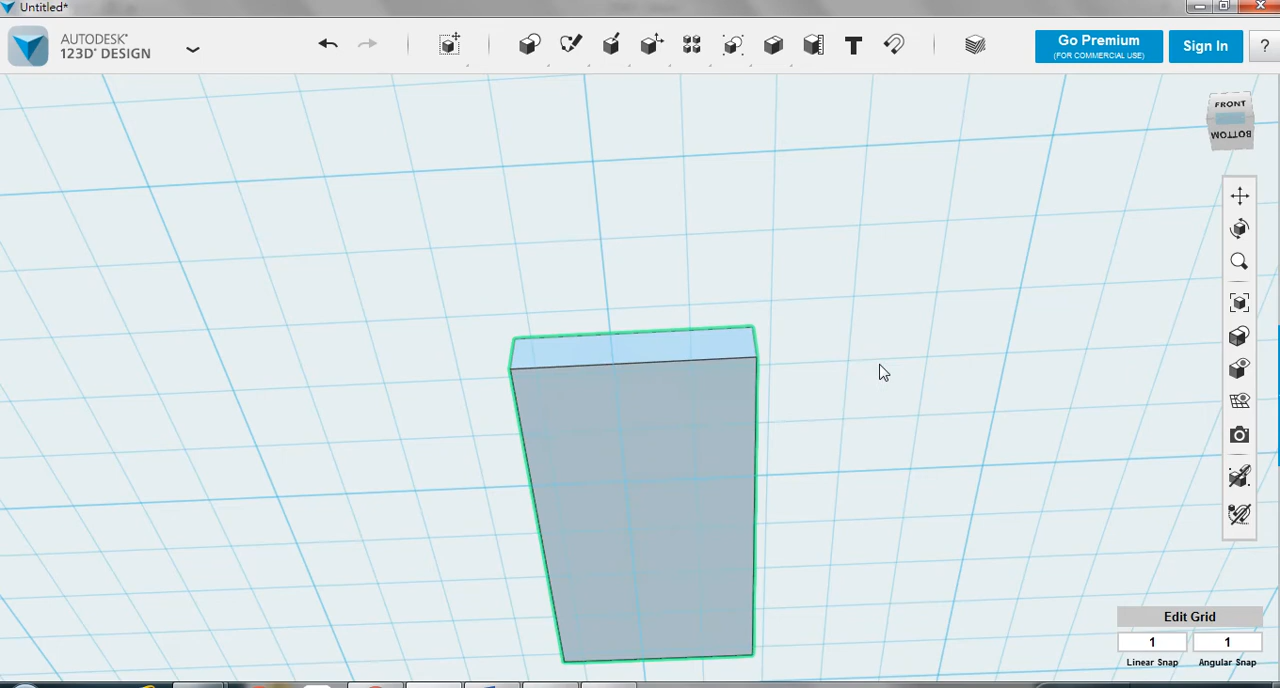 Untitled*
AUTODESK®
123D® DESIGN
T
Go Premium
(FOR COMMERCIAL USE)
Sign In
?
FRONT
BOTTOM
Edit Grid
1
1
Linear Snap
Angular Snap